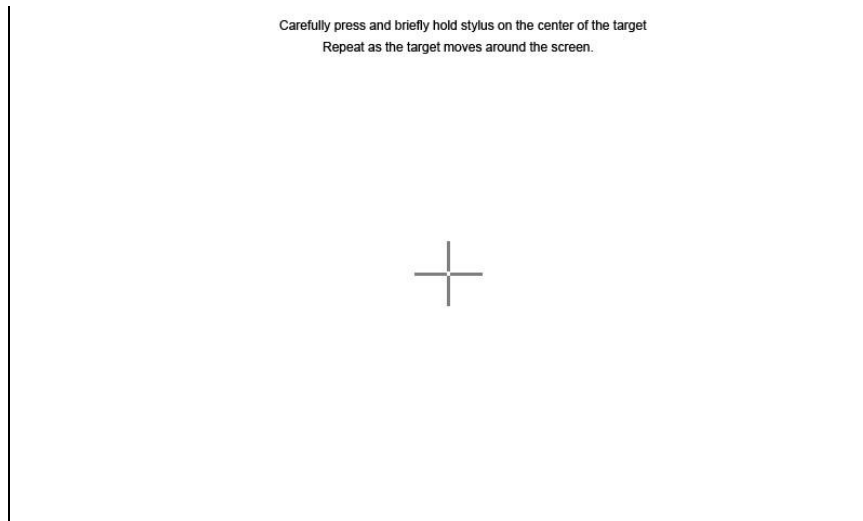 Carefully press and briefly hold stylus on the center of the target
Repeat as the target moves around the screen.